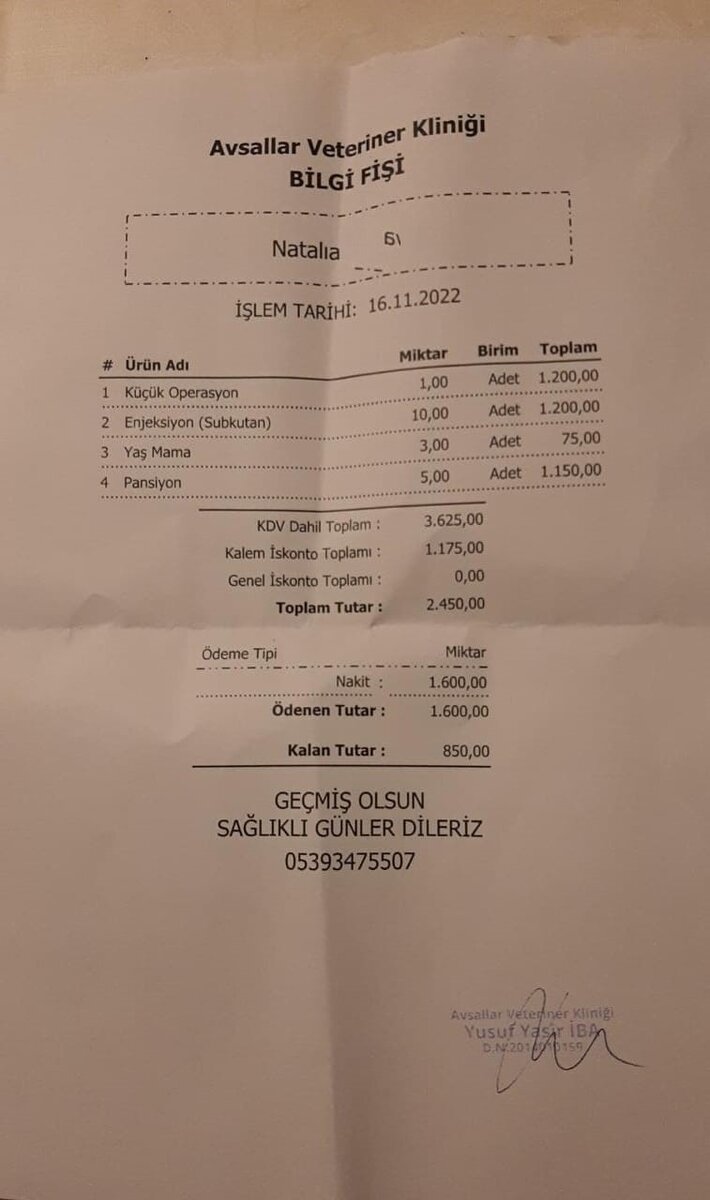 Avsallar Veteriner Kliniği
BİLGİ FİŞİ
Natalıa
İŞLEM TARİHİ: 16.11.2022
# Ürün Adı Miktar Birim Toplam
1 Küçük Operasyon 1,00 Adet 1.200,00
2 Enjeksiyon (Subkutan) 10,00 Adet 1.200,00
3 Yaş Mama 3,00 Adet 75,00
4 Pansiyon 5,00 Adet 1.150,00
KDV Dahil Toplam : 3.625,00
Kalem İskonto Toplamı : 1.175,00
Genel İskonto Toplamı : 0,00
Toplam Tutar : 2.450,00
Ödeme Tipi Miktar
Nakit : 1.600,00
Ödenen Tutar : 1.600,00
Kalan Tutar : 850,00
GEÇMİŞ OLSUN
SAĞLIKLI GÜNLER DİLERİZ
05393475507
Avsallar Veteriner Kliniği
Yusuf Yasir İBA